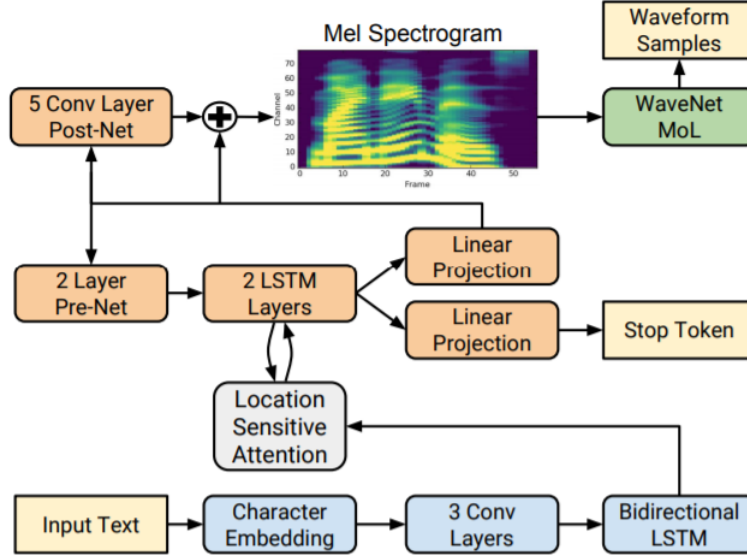 Mel Spectrogram
Waveform
Samples
5 Conv Layer
Post-Net
WaveNet
MoL
Channel
70
60
50
40
30
20
10
0
0 10 20 30 40 50
Frame
2 Layer
Pre-Net
2 LSTM
Layers
Linear
Projection
Linear
Projection
Stop Token
Location
Sensitive
Attention
Input Text
Character
Embedding
3 Conv
Layers
Bidirectional
LSTM